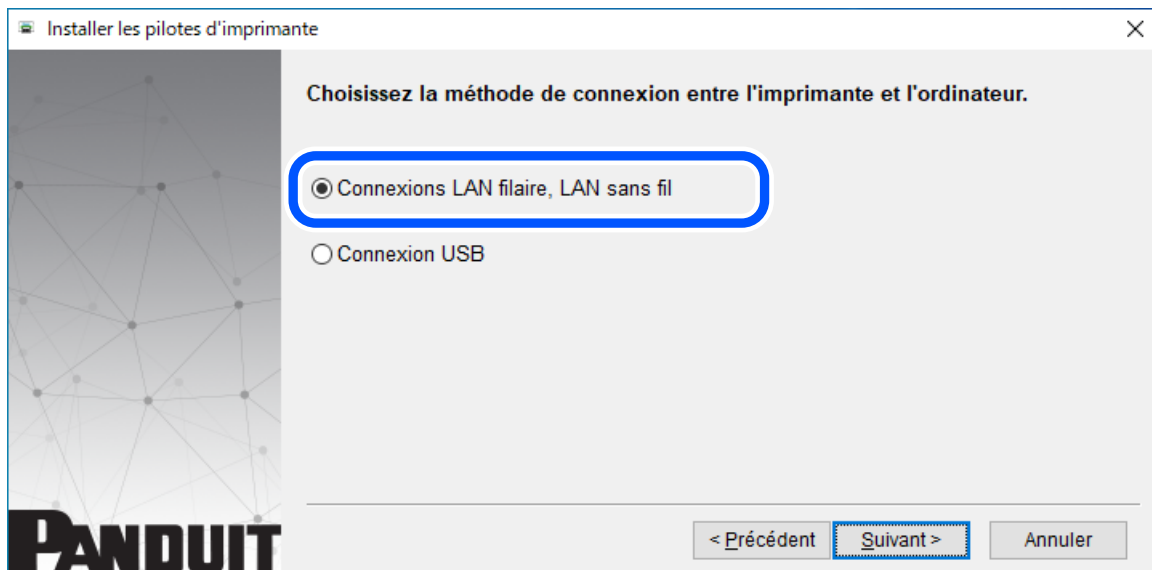 Installer les pilotes d'imprimante
Choisissez la méthode de connexion entre l'imprimante et l'ordinateur.
Connexions LAN filaire, LAN sans fil
Connexion USB
PANDUIT
< Précédent
Suivant >
Annuler